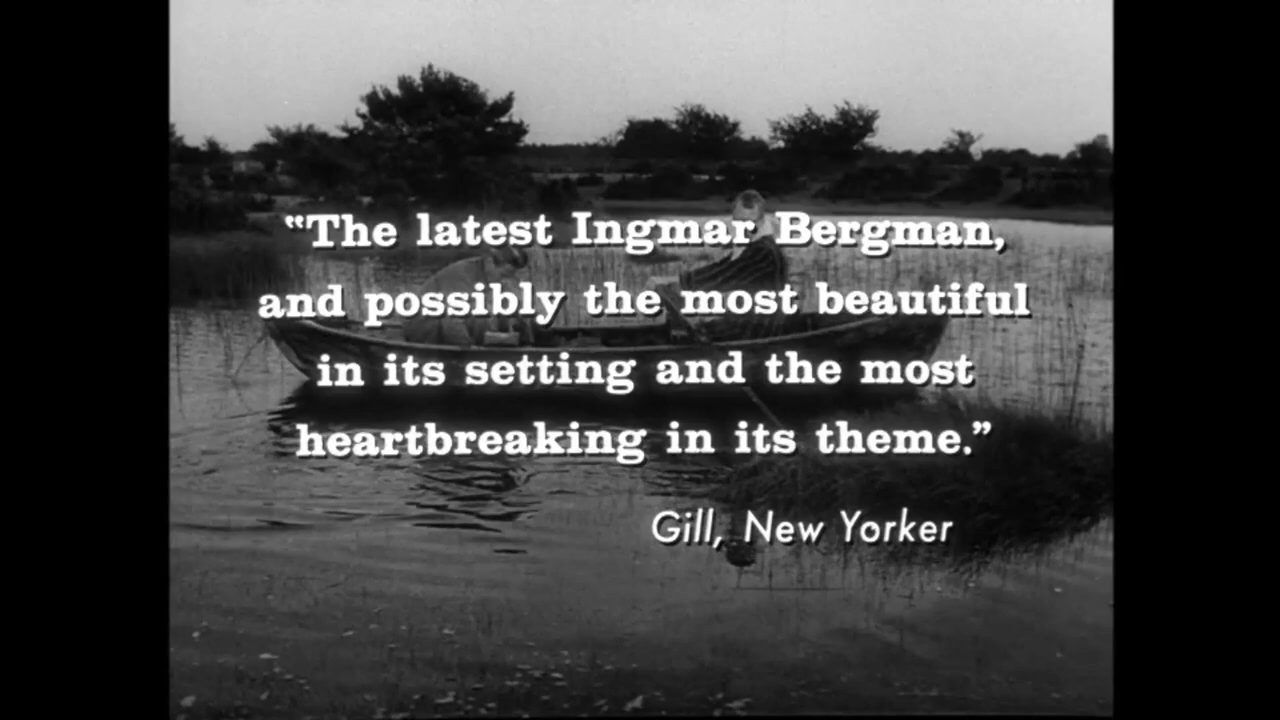 “The latest Ingmar Bergman,
and possibly the most beautiful
in its setting and the most
heartbreaking in its theme.”
Gill, New Yorker